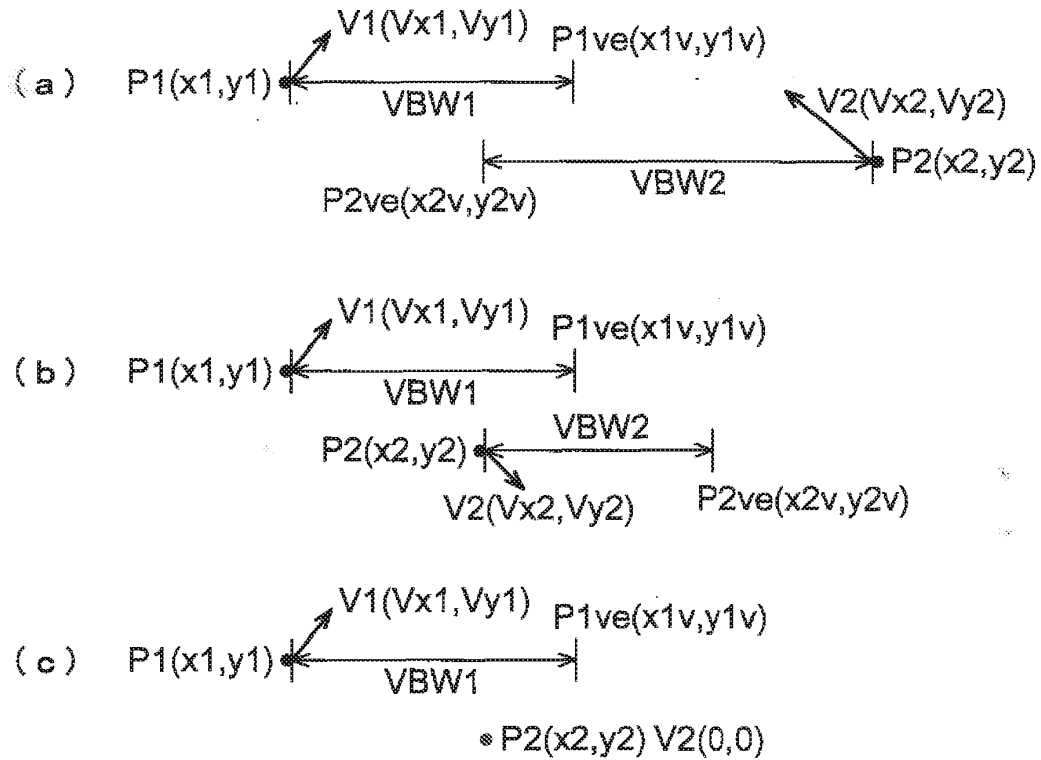 V1(Vx1,Vy1)
P1ve(x1v,y1v)
(a) P1(x1,y1)
VBW1
V2(Vx2,Vy2)
P2(x2,y2)
VBW2
P2ve(x2v,y2v)
V1(Vx1,Vy1)
P1ve(x1v,y1v)
(b) P1(x1,y1)
VBW1
VBW2
P2(x2,y2)
V2(Vx2,Vy2)
P2ve(x2v,y2v)
V1(Vx1,Vy1)
P1ve(x1v,y1v)
(c) P1(x1,y1)
VBW1
P2(x2,y2) V2(0,0)